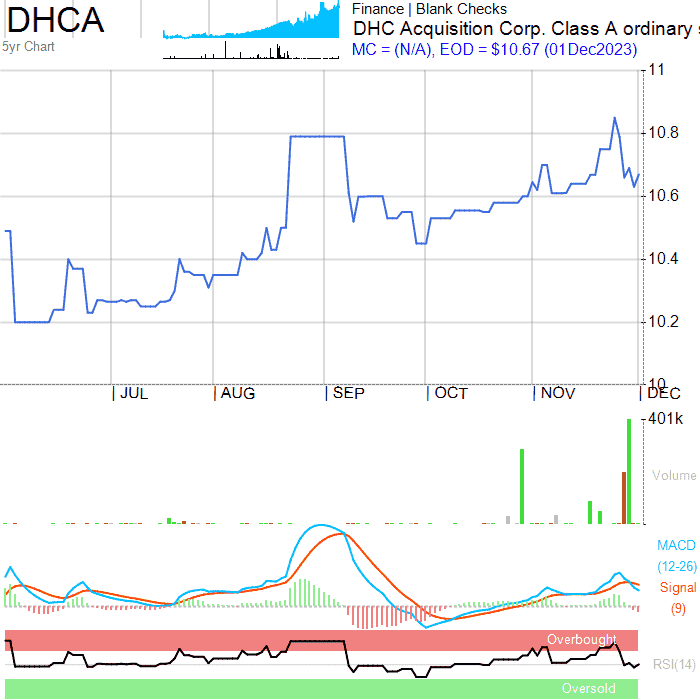 DHCA
5yr Chart
Finance | Blank Checks
DHC Acquisition Corp. Class A ordinary s
MC = (N/A), EOD = $10.67 (01Dec2023)
11
10.8
10.6
10.4
10.2
10
JUL
AUG
SEP
OCT
NOV
DEC
401k
Volume
MACD
(12-26)
Signal
(9)
Overbought
RSI(14)
Oversold